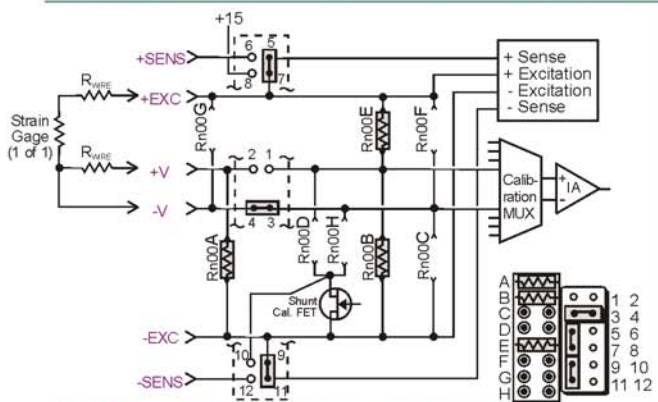 +15
+SENS
6
5
8
7
+EXC
RWIRE
Strain
Gage
(1 of 1)
RWIRE
+V
-V
Rn00G
Rn00E
Rn00F
2
1
4
3
Rn00D
Rn00H
Rn00A
Rn00B
Rn00C
Shunt
Cal. FET
-EXC
10
9
12
11
-SENS
+ Sense
+ Excitation
- Excitation
- Sense
Calib-
ration
MUX
+
-
IA
A
B
C
D
E
F
G
H
1 2
3 4
5 6
7 8
9 10
11 12